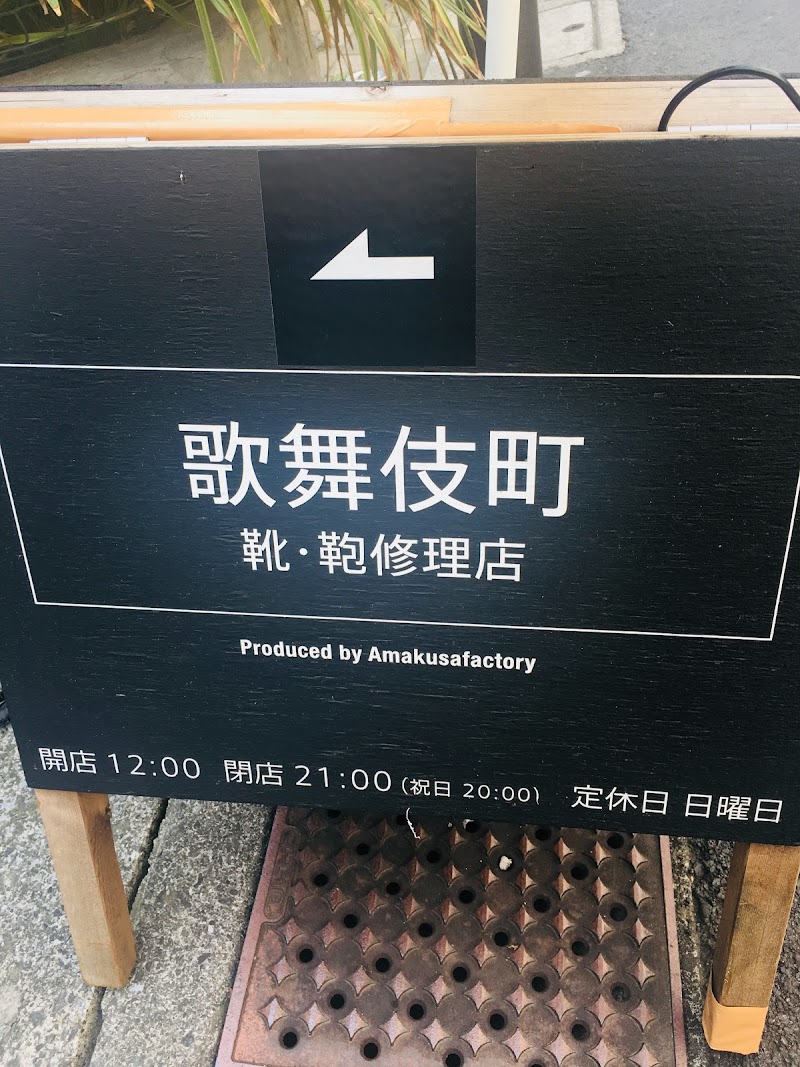 歌舞伎町
靴・鞄修理店
Produced by Amakusafactory
開店 12:00 閉店 21:00 (祝日 20:00) 定休日 日曜日